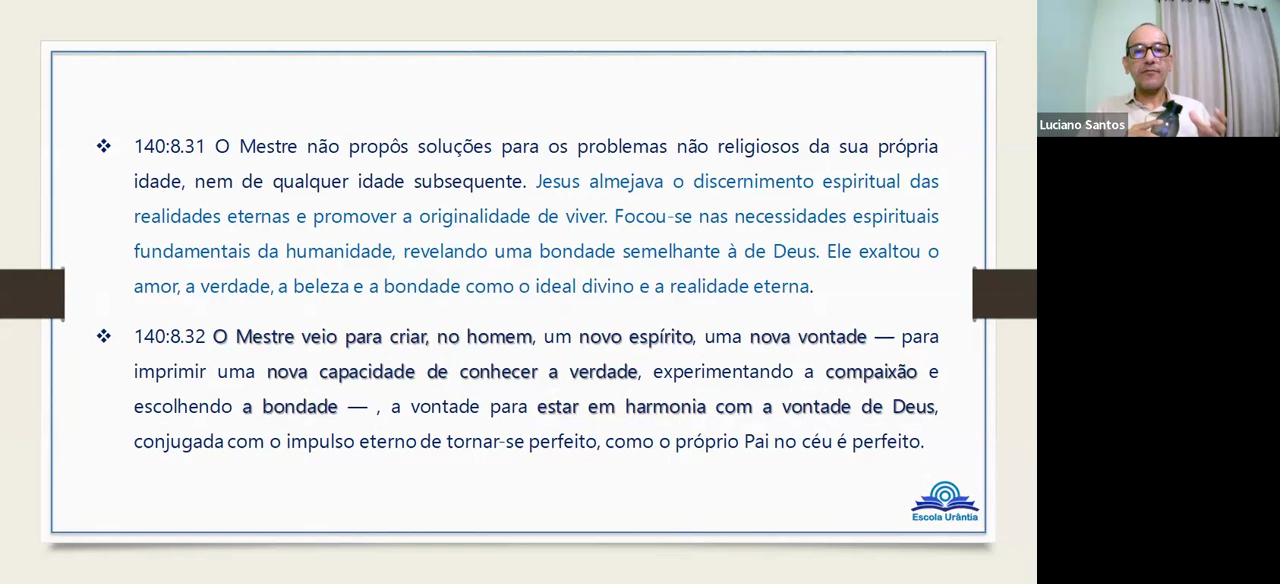 ❖ 140:8.31 O Mestre não propôs soluções para os problemas não religiosos da sua própria
idade, nem de qualquer idade subsequente. Jesus almejava o discernimento espiritual das
realidades eternas e promover a originalidade de viver. Focou-se nas necessidades espirituais
fundamentais da humanidade, revelando uma bondade semelhante à de Deus. Ele exaltou o
amor, a verdade, a beleza e a bondade como o ideal divino e a realidade eterna.
❖ 140:8.32 O Mestre veio para criar, no homem, um novo espírito, uma nova vontade — para
imprimir uma nova capacidade de conhecer a verdade, experimentando a compaixão e
escolhendo a bondade — , a vontade para estar em harmonia com a vontade de Deus,
conjugada com o impulso eterno de tornar-se perfeito, como o próprio Pai no céu é perfeito.
Escola Urântia
Luciano Santos